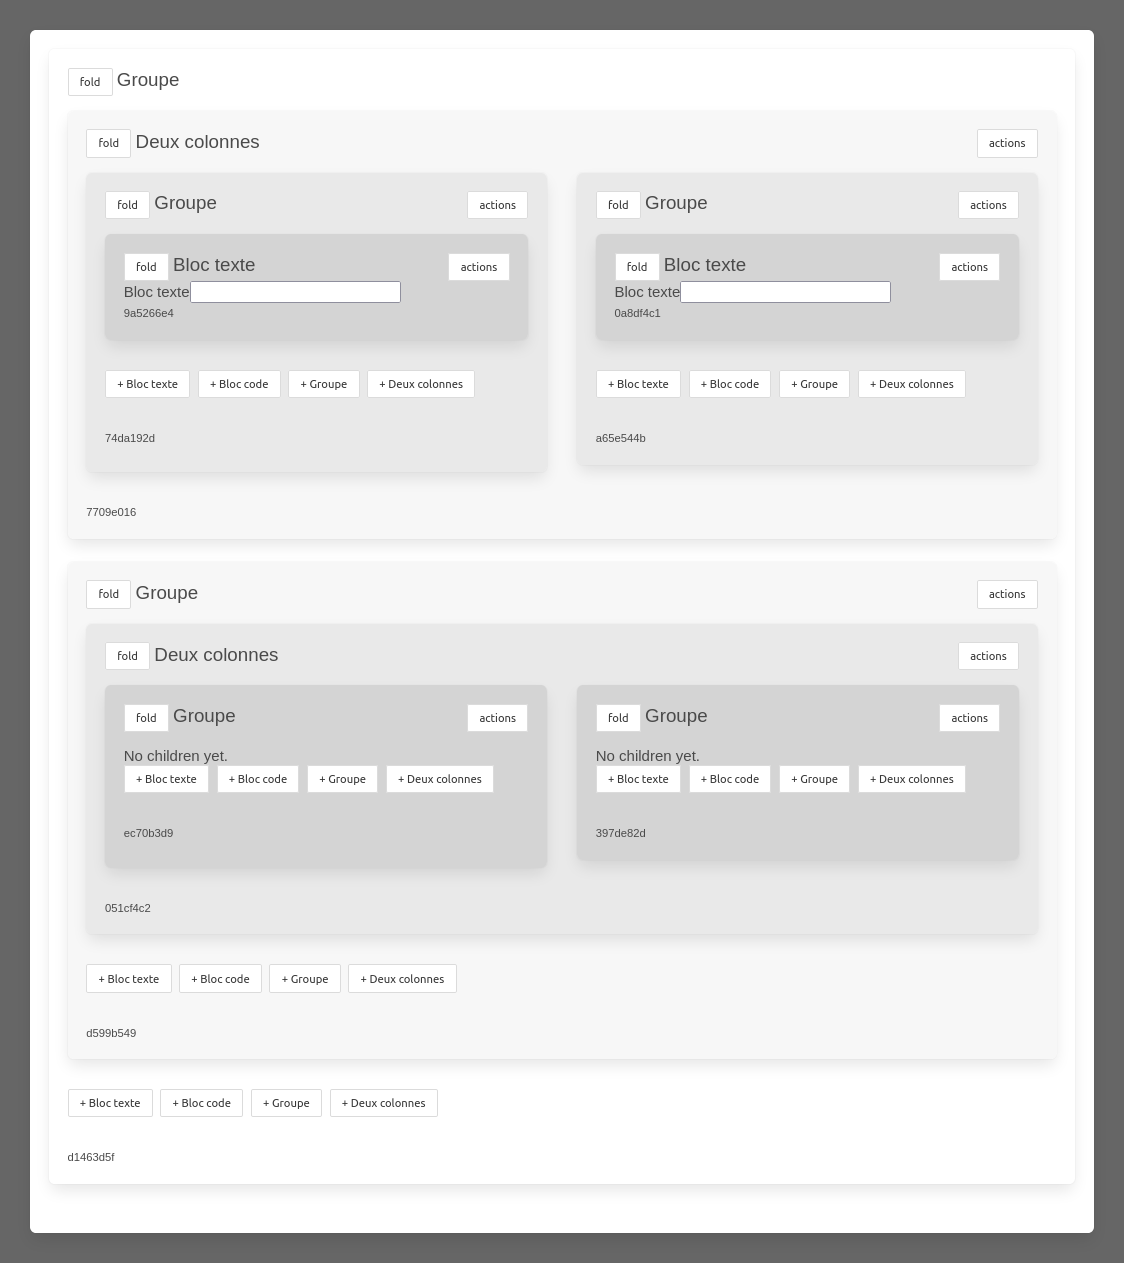 fold Groupe
fold Deux colonnes actions
fold Groupe actions
fold Bloc texte actions
Bloc texte
9a5266e4
+ Bloc texte + Bloc code + Groupe + Deux colonnes
74da192d
fold Groupe actions
fold Bloc texte actions
Bloc texte
0a8df4c1
+ Bloc texte + Bloc code + Groupe + Deux colonnes
a65e544b
7709e016
fold Groupe actions
fold Deux colonnes actions
fold Groupe actions
No children yet.
+ Bloc texte + Bloc code + Groupe + Deux colonnes
ec70b3d9
fold Groupe actions
No children yet.
+ Bloc texte + Bloc code + Groupe + Deux colonnes
397de82d
051cf4c2
+ Bloc texte + Bloc code + Groupe + Deux colonnes
d599b549
+ Bloc texte + Bloc code + Groupe + Deux colonnes
d1463d5f